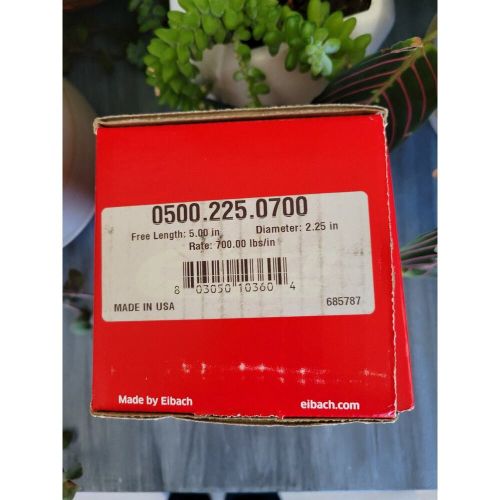 0500.225.0700
Free Length: 5.00 in Diameter: 2.25 in
Rate: 700.00 lbs/in
8 03050 10360 4
MADE IN USA 685787
Made by Eibach eibach.com